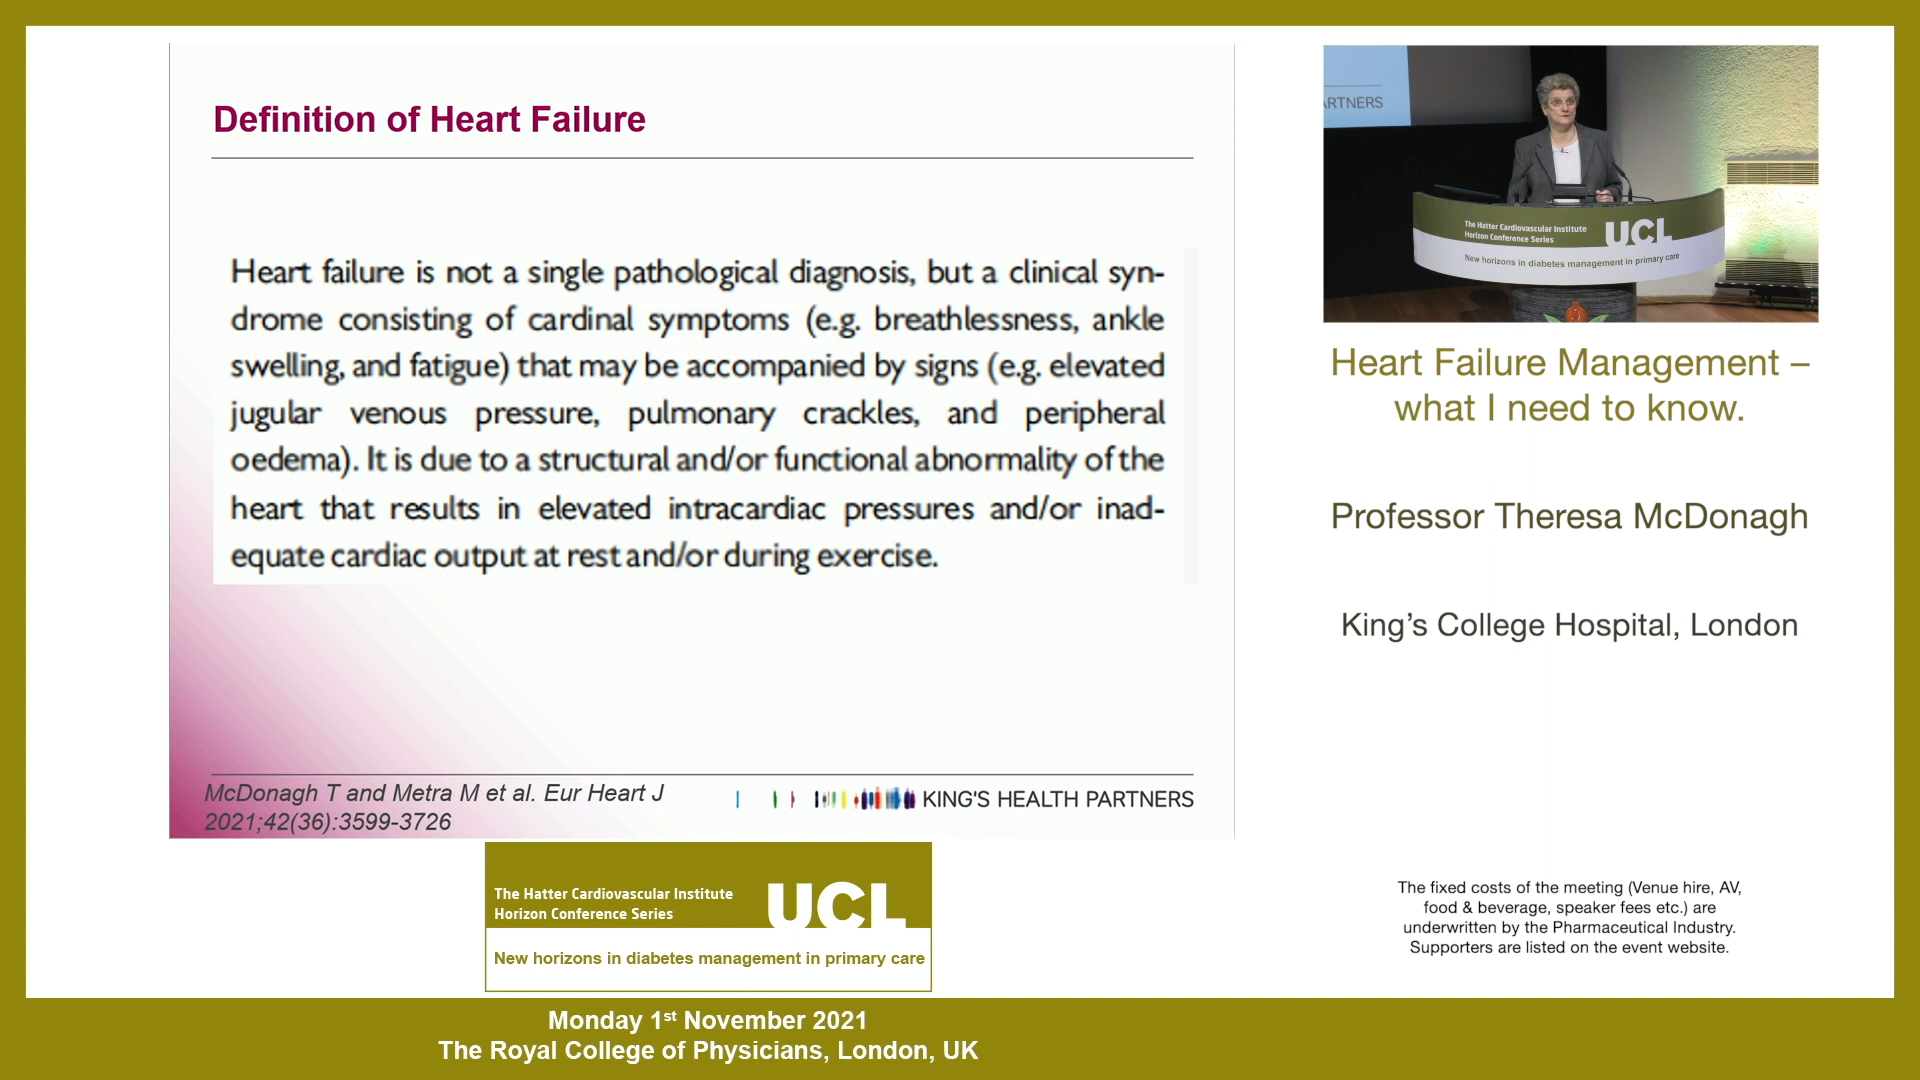 Definition of Heart Failure
Heart failure is not a single pathological diagnosis, but a clinical syn-
drome consisting of cardinal symptoms (e.g. breathlessness, ankle
swelling, and fatigue) that may be accompanied by signs (e.g. elevated
jugular venous pressure, pulmonary crackles, and peripheral
oedema). It is due to a structural and/or functional abnormality of the
heart that results in elevated intracardiac pressures and/or inad-
equate cardiac output at rest and/or during exercise.
McDonagh T and Metra M et al. Eur Heart J
2021;42(36):3599-3726
KING'S HEALTH PARTNERS
ARTNERS
The Hatter Cardiovascular Institute
Horizon Conference Series
UCL
New horizons in diabetes management in primary care
Heart Failure Management –
what I need to know.
Professor Theresa McDonagh
King’s College Hospital, London
The fixed costs of the meeting (Venue hire, AV,
food & beverage, speaker fees etc.) are
underwritten by the Pharmaceutical Industry.
Supporters are listed on the event website.
The Hatter Cardiovascular Institute
Horizon Conference Series
UCL
New horizons in diabetes management in primary care
Monday 1st November 2021
The Royal College of Physicians, London, UK